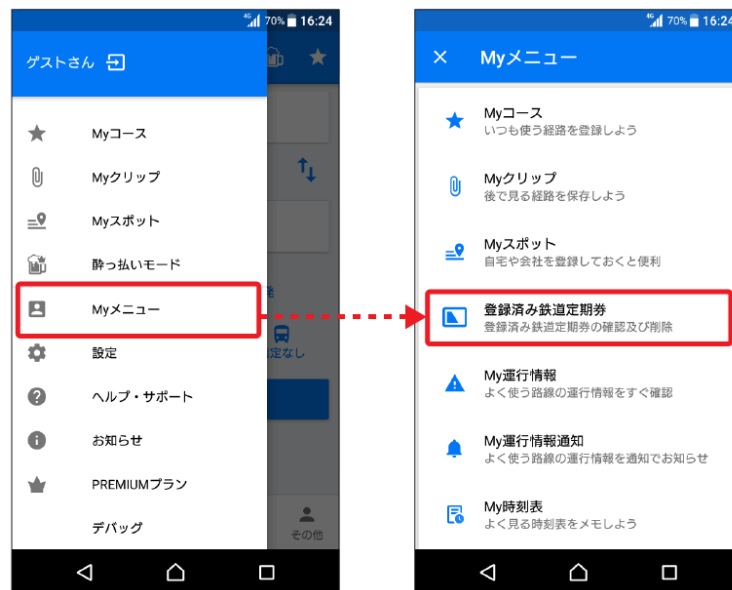 4G 70% 16:24
ゲストさん
Myコース
Myクリップ
Myスポット
酔っ払いモード
Myメニュー
設定
ヘルプ・サポート
お知らせ
PREMIUMプラン
デバッグ
発
定なし
その他
4G 70% 16:24
× Myメニュー
Myコース
いつも使う経路を登録しよう
Myクリップ
後で見る経路を保存しよう
Myスポット
自宅や会社を登録しておくと便利
登録済み鉄道定期券
登録済み鉄道定期券の確認及び削除
My運行情報
よく使う路線の運行情報をすぐ確認
My運行情報通知
よく使う路線の運行情報を通知でお知らせ
My時刻表
よく見る時刻表をメモしよう